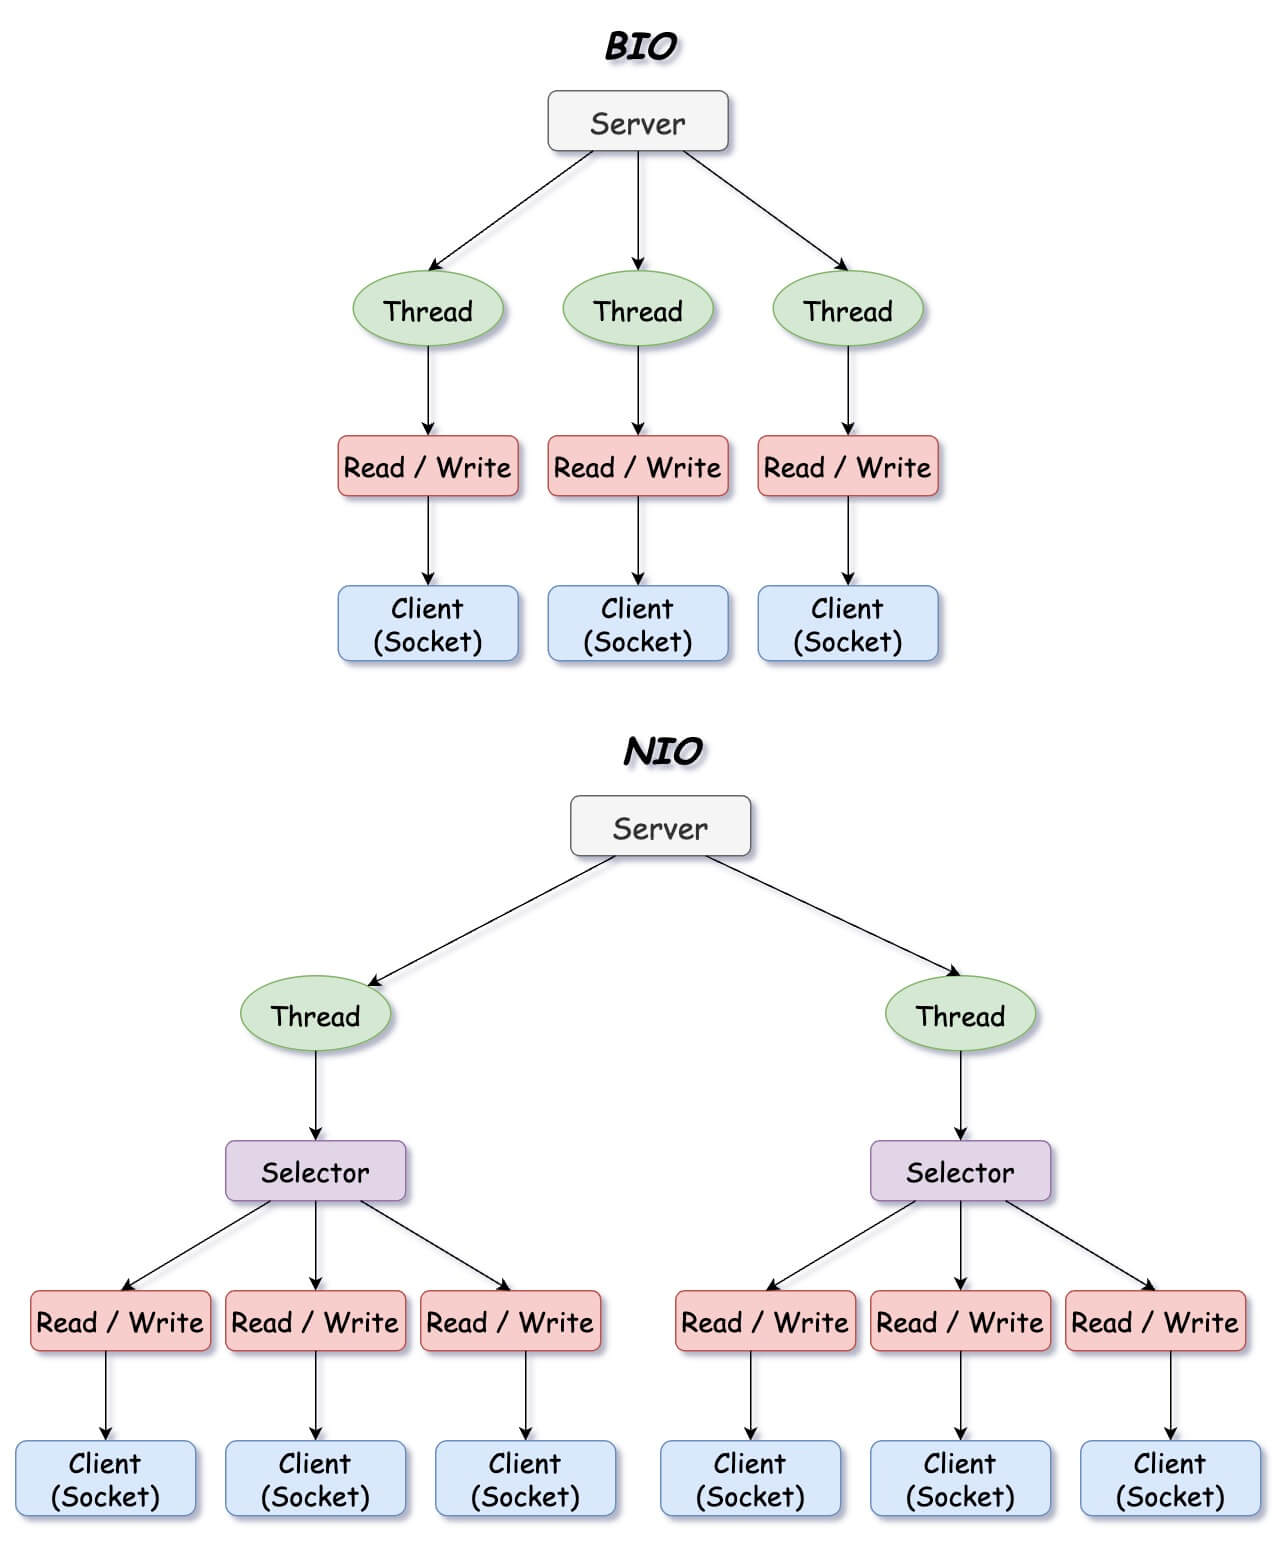 BIO
Server
Thread
Thread
Thread
Read / Write
Read / Write
Read / Write
Client
(Socket)
Client
(Socket)
Client
(Socket)
NIO
Server
Thread
Thread
Selector
Selector
Read / Write
Read / Write
Read / Write
Read / Write
Read / Write
Read / Write
Client
(Socket)
Client
(Socket)
Client
(Socket)
Client
(Socket)
Client
(Socket)
Client
(Socket)